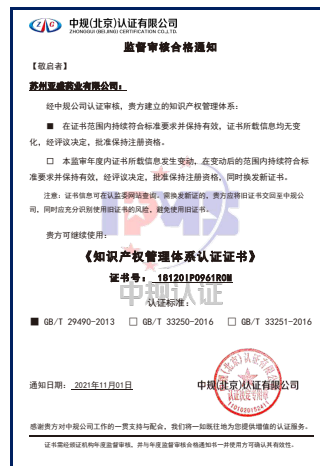 中规(北京)认证有限公司
ZHONGGUI (BEIJING) CERTIFICATION CO.,LTD.
监督审核合格通知
【敬启者】
苏州亚盛药业有限公司：
经中规公司认证审核，贵方建立的知识产权管理体系：
■ 在证书范围内持续符合标准要求并保持有效，证书所载信息均无变
化，经评议决定，批准保持注册资格。
□ 本监审年度内证书所载信息发生变动，在变动后的范围内持续符合标
准要求并保持有效，经评议决定，批准保持注册资格，同时换发新证书。
注意：证书信息可在认监委网站查询。需换发新证的，贵方应将旧证书交回至中规公
司，同时应充分识别使用旧证书的风险，避免使用旧证书。
贵方可继续使用：
《知识产权管理体系认证证书》
证书号： 18120IP0961R0M
中规认证
认证标准：
■ GB/T 29490-2013 □ GB/T 33250-2016 □ GB/T 33251-2016
通知日期： 2021年11月01日
中规(北京)认证有限公司
认证决定专用章
感谢贵方对中规公司工作的一贯支持与配合，我们将一如既往地为您提供增值的认证服务。
证书需经颁证机构年度监督审核，并与年度监督审核合格通知书一并使用方可确认其有效性。